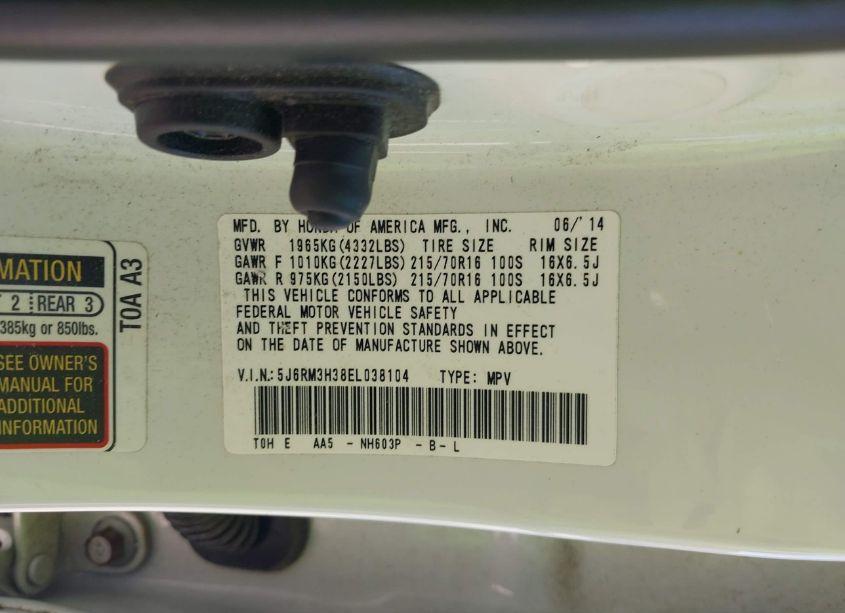 MATION
2 REAR 3
385kg or 850lbs.
SEE OWNER'S
MANUAL FOR
ADDITIONAL
INFORMATION
T0A A3
MFD. BY HONDA OF AMERICA MFG., INC. 06/'14
GVWR 1965KG(4332LBS) TIRE SIZE RIM SIZE
GAWR F 1010KG(2227LBS) 215/70R16 100S 16X6.5J
GAWR R 975KG(2150LBS) 215/70R16 100S 16X6.5J
THIS VEHICLE CONFORMS TO ALL APPLICABLE
FEDERAL MOTOR VEHICLE SAFETY
AND THEFT PREVENTION STANDARDS IN EFFECT
ON THE DATE OF MANUFACTURE SHOWN ABOVE.
V.I.N.: 5J6RM3H38EL038104 TYPE: MPV
T0H E AA5 - NH603P - B - L